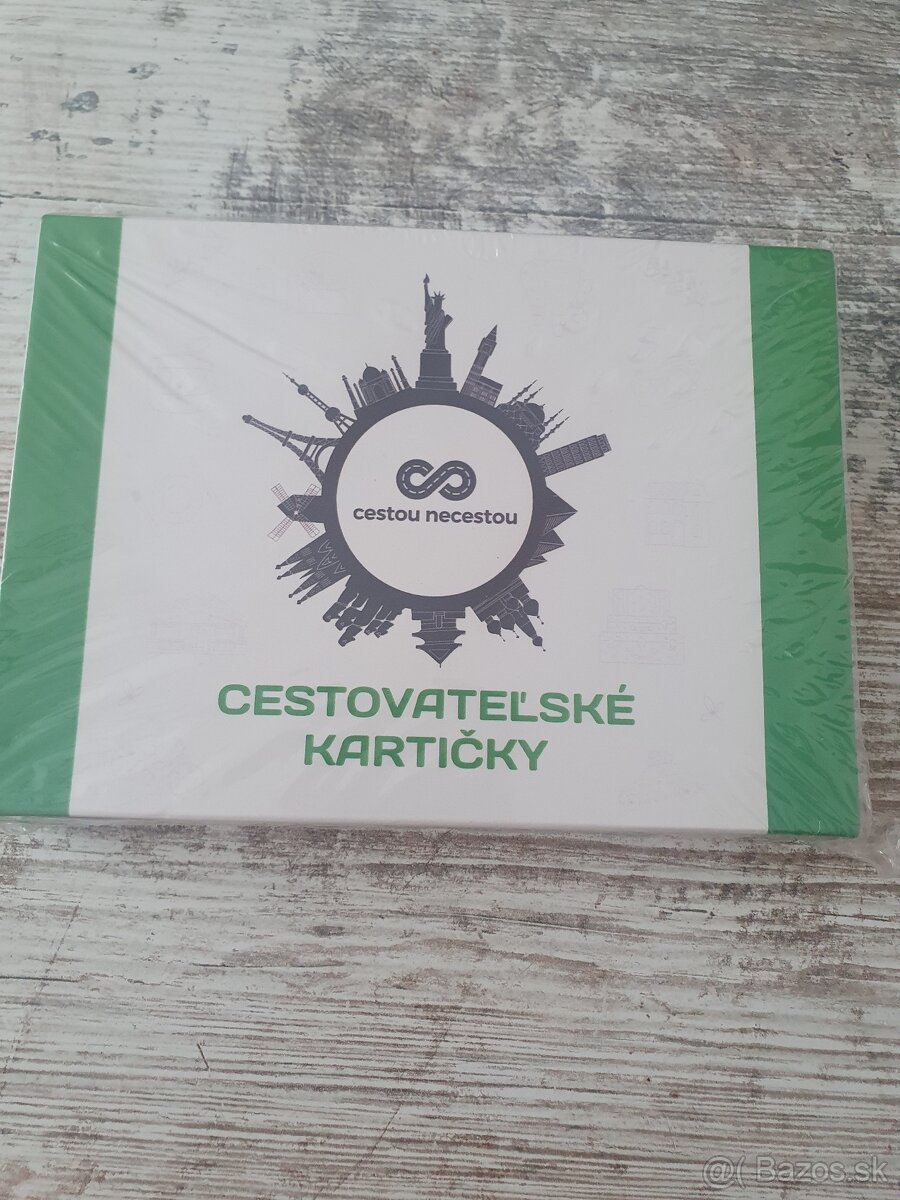 cestou necestou
CESTOVATEĽSKÉ
KARTIČKY
@( Bazos.sk